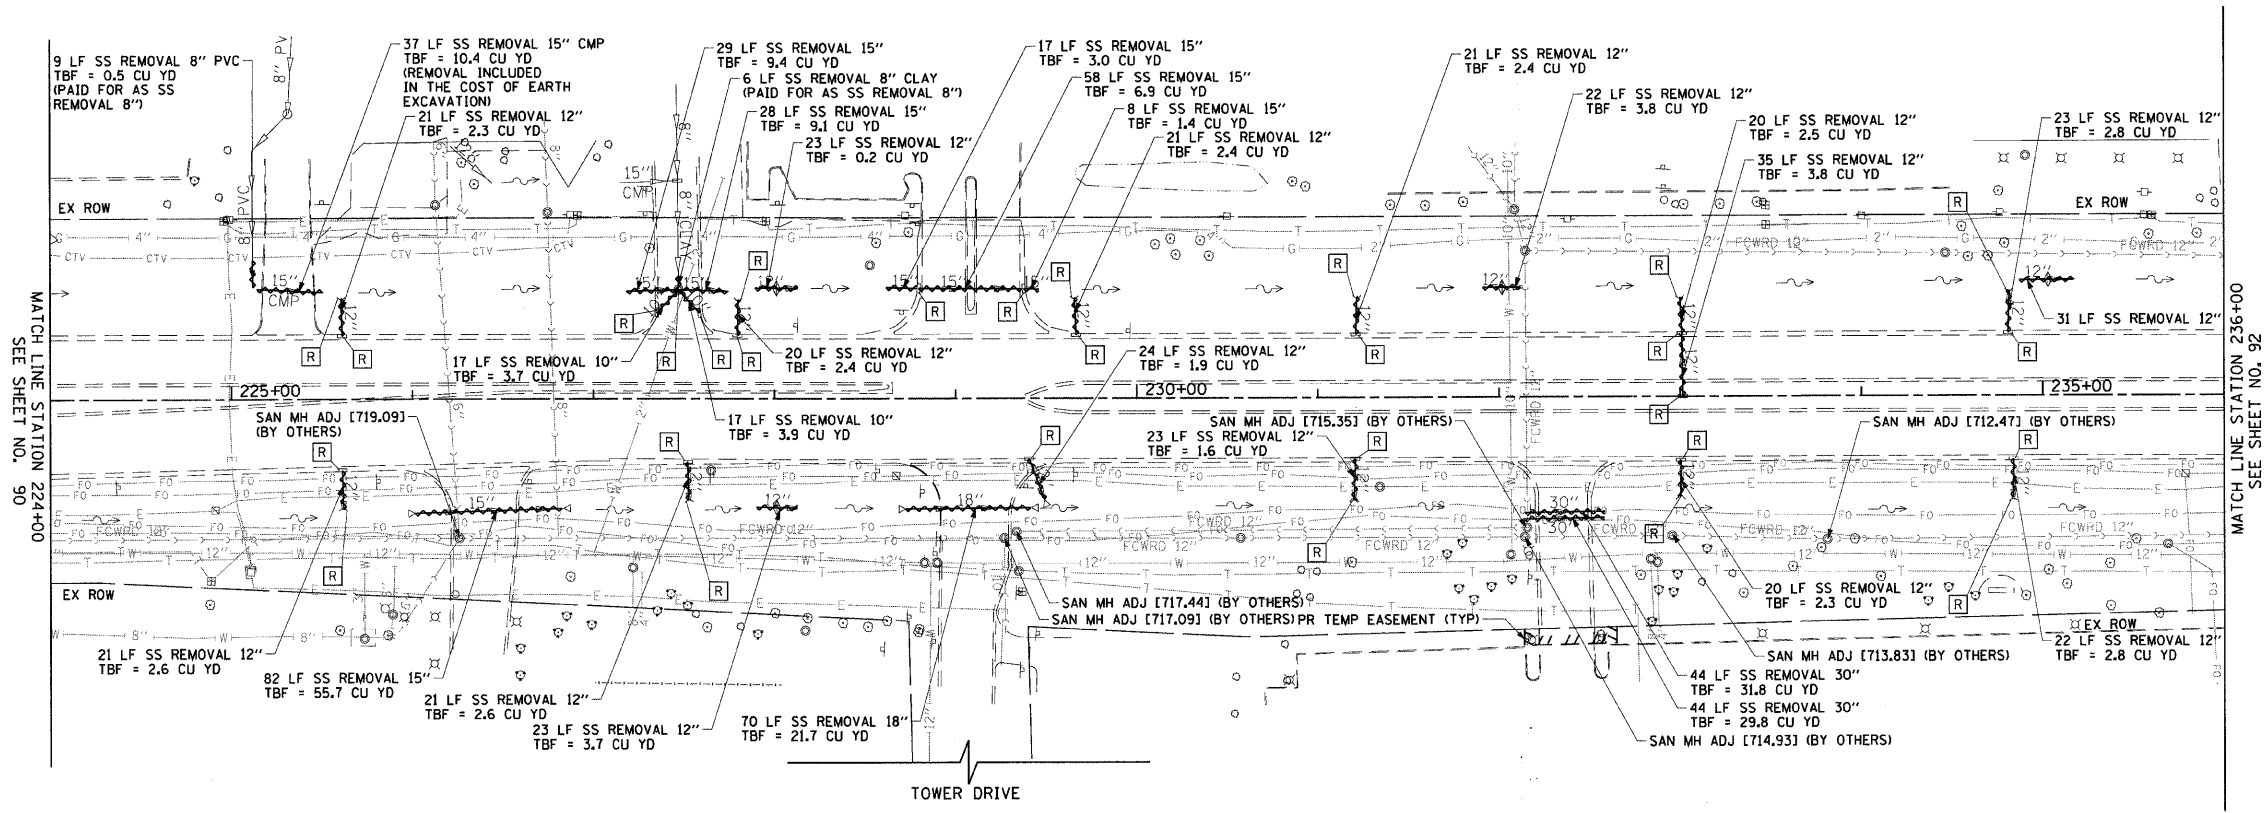 9 LF SS REMOVAL 8" PVC
TBF = 0.5 CU YD
(PAID FOR AS SS
REMOVAL 8")
8" PV
37 LF SS REMOVAL 15" CMP
TBF = 10.4 CU YD
(REMOVAL INCLUDED
IN THE COST OF EARTH
EXCAVATION)
21 LF SS REMOVAL 12"
TBF = 2.3 CU YD
29 LF SS REMOVAL 15"
TBF = 9.4 CU YD
6 LF SS REMOVAL 8" CLAY
(PAID FOR AS SS REMOVAL 8")
28 LF SS REMOVAL 15"
TBF = 9.1 CU YD
23 LF SS REMOVAL 12"
TBF = 0.2 CU YD
17 LF SS REMOVAL 15"
TBF = 3.0 CU YD
58 LF SS REMOVAL 15"
TBF = 6.9 CU YD
8 LF SS REMOVAL 15"
TBF = 1.4 CU YD
21 LF SS REMOVAL 12"
TBF = 2.4 CU YD
21 LF SS REMOVAL 12"
TBF = 2.4 CU YD
22 LF SS REMOVAL 12"
TBF = 3.8 CU YD
20 LF SS REMOVAL 12"
TBF = 2.5 CU YD
35 LF SS REMOVAL 12"
TBF = 3.8 CU YD
23 LF SS REMOVAL 12"
TBF = 2.8 CU YD
EX ROW
EX ROW
8" PVC
15"
CMP
15"
CMP
8" CLAY
31 LF SS REMOVAL 12"
17 LF SS REMOVAL 10"
TBF = 3.7 CU YD
20 LF SS REMOVAL 12"
TBF = 2.4 CU YD
24 LF SS REMOVAL 12"
TBF = 1.9 CU YD
225+00
230+00
235+00
SAN MH ADJ [719.09]
(BY OTHERS)
17 LF SS REMOVAL 10"
TBF = 3.9 CU YD
SAN MH ADJ [715.35] (BY OTHERS)
23 LF SS REMOVAL 12"
TBF = 1.6 CU YD
SAN MH ADJ [712.47] (BY OTHERS)
MATCH LINE STATION 224+00
SEE SHEET NO. 90
MATCH LINE STATION 236+00
SEE SHEET NO. 92
15"
12"
18"
30"
30"
FCWRD 12"
EX ROW
SAN MH ADJ [717.44] (BY OTHERS)
SAN MH ADJ [717.09] (BY OTHERS)
PR TEMP EASEMENT (TYP)
20 LF SS REMOVAL 12"
TBF = 2.3 CU YD
EX ROW
22 LF SS REMOVAL 12"
TBF = 2.8 CU YD
SAN MH ADJ [713.83] (BY OTHERS)
21 LF SS REMOVAL 12"
TBF = 2.6 CU YD
82 LF SS REMOVAL 15"
TBF = 55.7 CU YD
21 LF SS REMOVAL 12"
TBF = 2.6 CU YD
23 LF SS REMOVAL 12"
TBF = 3.7 CU YD
70 LF SS REMOVAL 18"
TBF = 21.7 CU YD
44 LF SS REMOVAL 30"
TBF = 31.8 CU YD
44 LF SS REMOVAL 30"
TBF = 29.8 CU YD
SAN MH ADJ [714.93] (BY OTHERS)
TOWER DRIVE